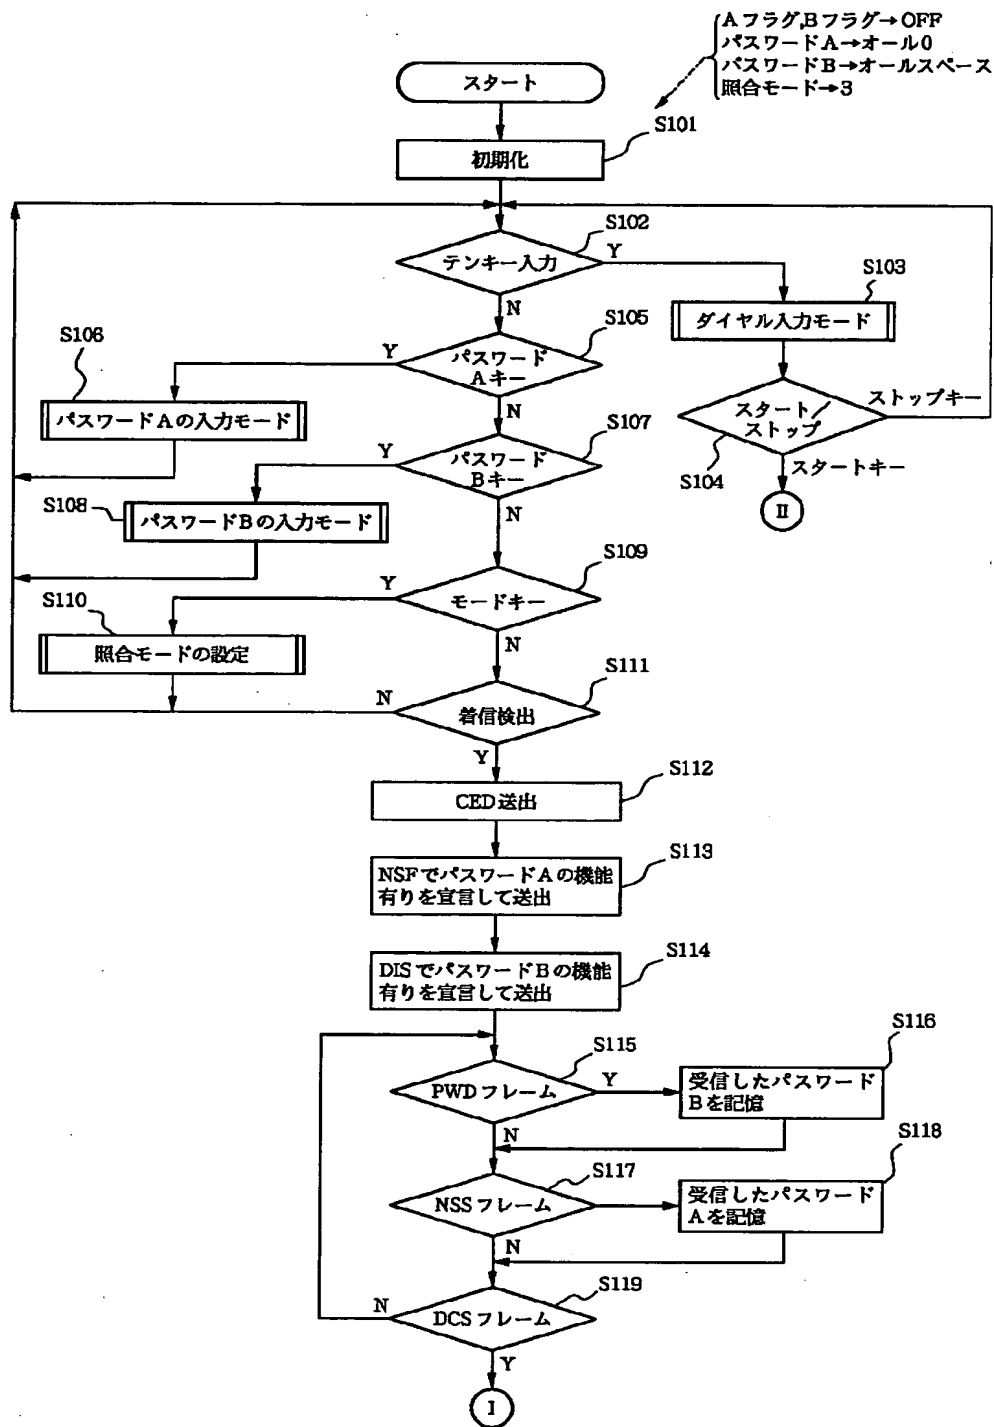 Aフラグ,Bフラグ→OFF
パスワードA→オール0
パスワードB→オールスペース
照合モード→3
スタート
S101
初期化
S102
テンキー入力
Y
N
S103
ダイヤル入力モード
S105
パスワード
Aキー
Y
N
S106
パスワードAの入力モード
スタート/
ストップ
ストップキー
S104
スタートキー
II
S107
パスワード
Bキー
Y
N
S108
パスワードBの入力モード
S109
モードキー
Y
N
S110
照合モードの設定
S111
着信検出
N
Y
S112
CED送出
S113
NSFでパスワードAの機能
有りを宣言して送出
S114
DISでパスワードBの機能
有りを宣言して送出
S115
PWDフレーム
Y
N
S116
受信したパスワード
Bを記憶
S117
NSSフレーム
N
S118
受信したパスワード
Aを記憶
S119
DCSフレーム
N
Y
I